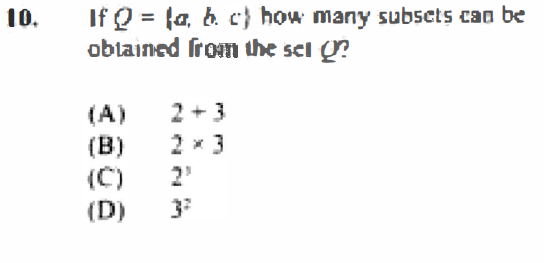 10. If Q = {a, b, c} how many subsets can be
obtained from the set Q?
(A) 2 + 3
(B) 2 × 3
(C) 2³
(D) 3²